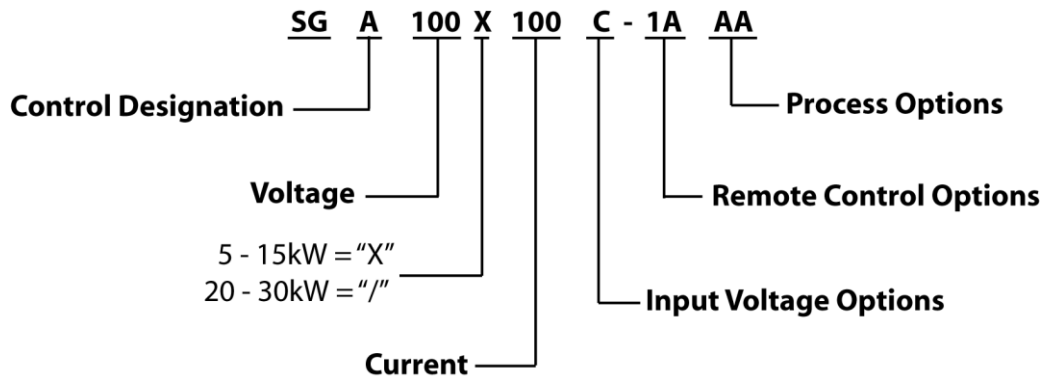 SG A 100 X 100 C - 1A AA
Control Designation
Process Options
Voltage
Remote Control Options
5 - 15kW = "X"
20 - 30kW = "/"
Input Voltage Options
Current